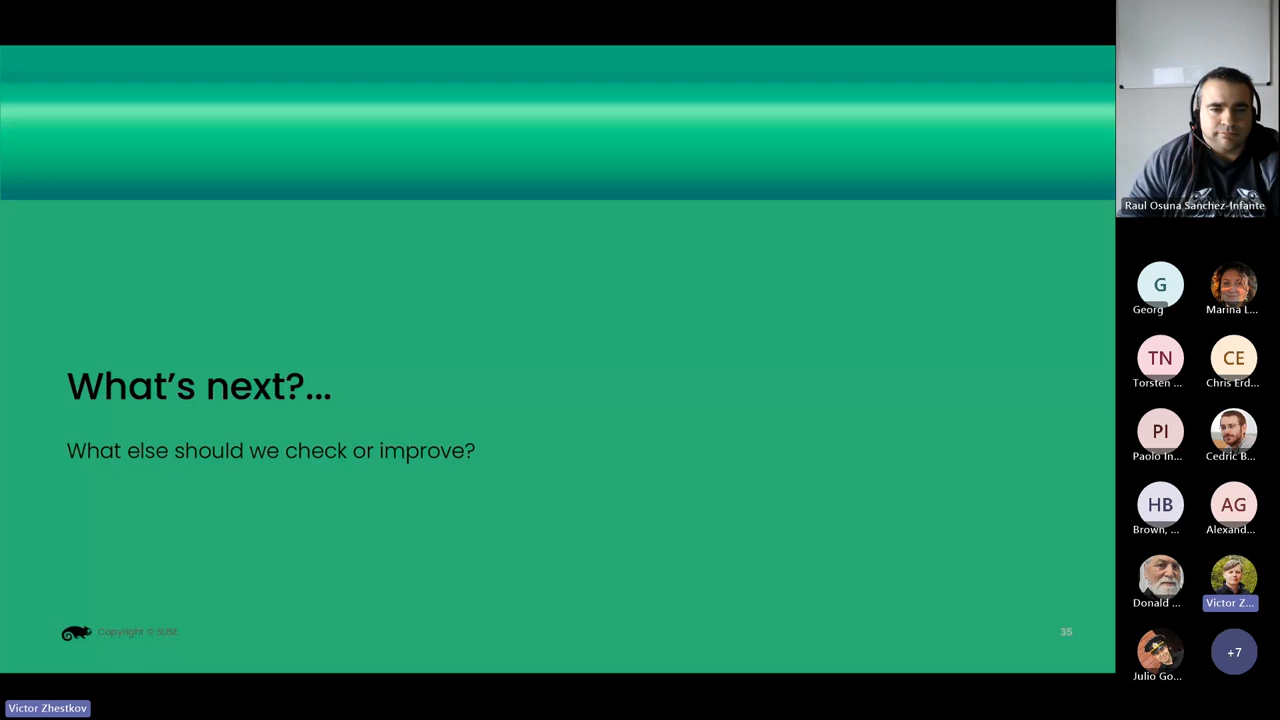 What's next?...
What else should we check or improve?
Copyright © SUSE
35
Victor Zhestkov
Raul Osuna Sanchez-Infante
G
Georg
Marina L...
TN
Torsten ...
CE
Chris Erd...
PI
Paolo In...
Cedric B...
HB
Brown, ...
AG
Alexand...
Donald ...
Victor Z...
Julio Go...
+7